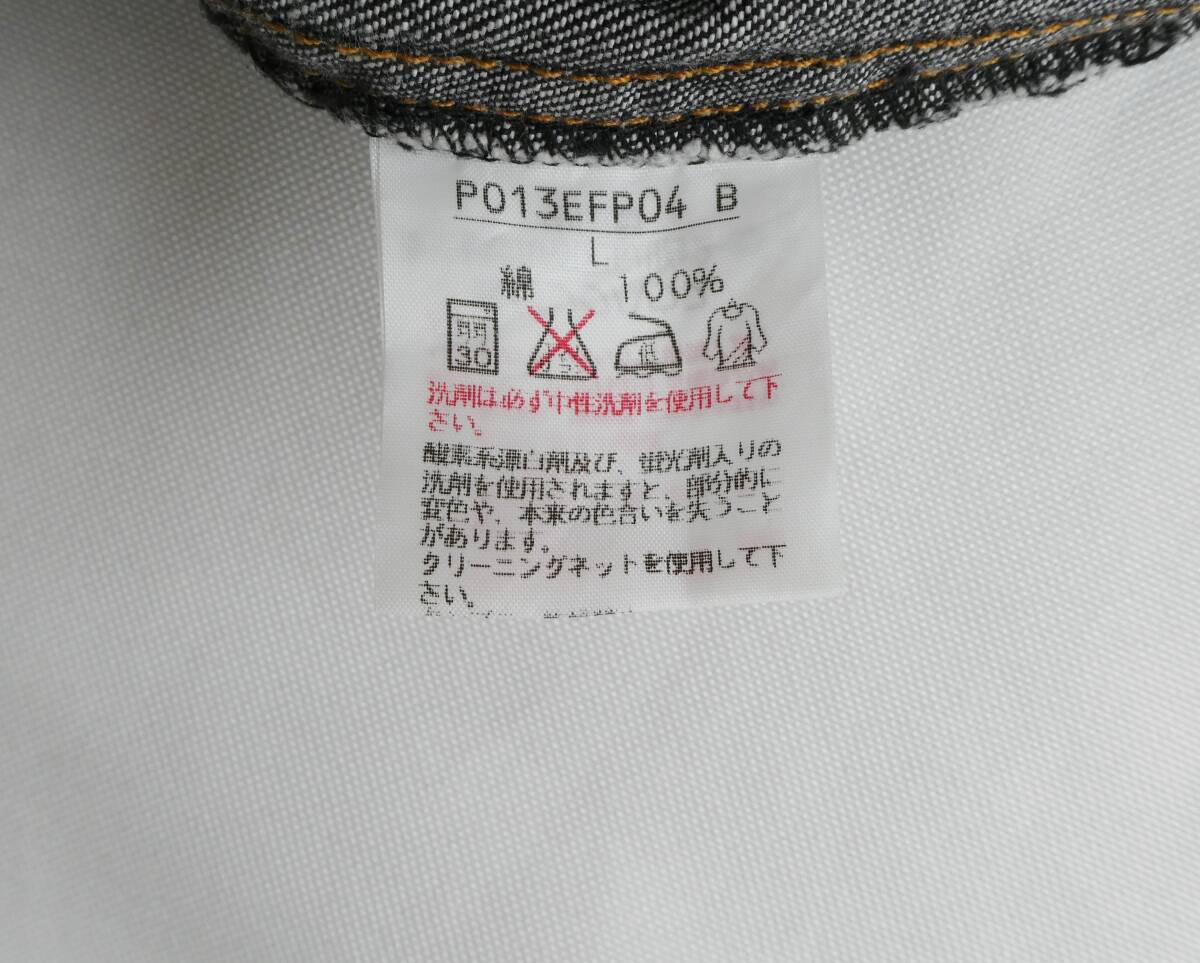 P013EFP04 B
L
綿 100%
弱 30 中
洗剤は必ず中性洗剤を使用して下
さい。
酸素系漂白剤及び、蛍光剤入りの
洗剤を使用されますと、部分的に
変色や、本来の色合いを失うこと
があります。
クリーニングネットを使用して下
さい。